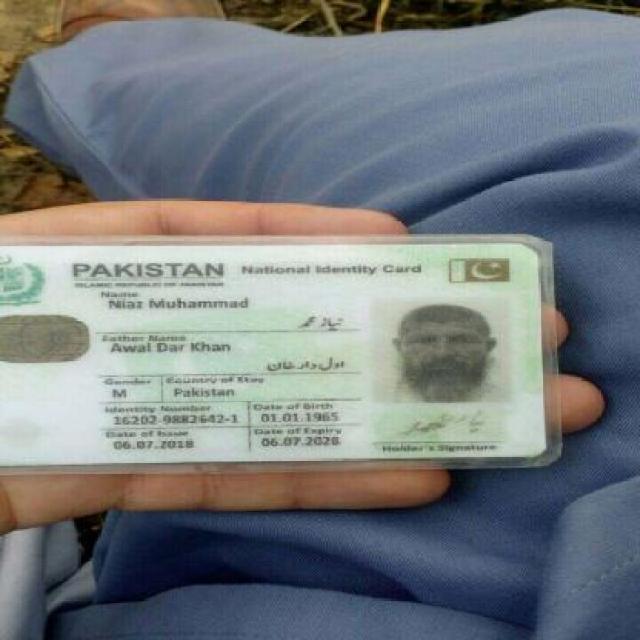 PAKISTAN National Identity Card
ISLAMIC REPUBLIC OF PAKISTAN
Name
Niaz Muhammad
نیاز محمد
Father Name
Awal Dar Khan
اول دار خان
Gender Country of Stay
M Pakistan
Identity Number Date of Birth
16202-9882642-1 01.01.1965
Date of Issue Date of Expiry
06.07.2018 06.07.2028
Holder's Signature